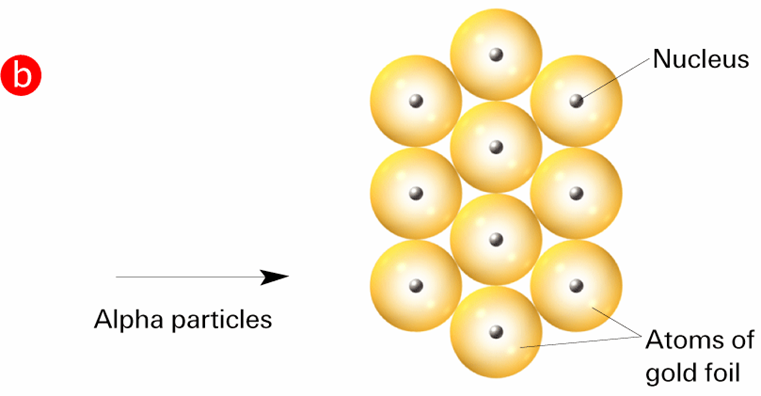 b
Nucleus
Alpha particles
Atoms of
gold foil